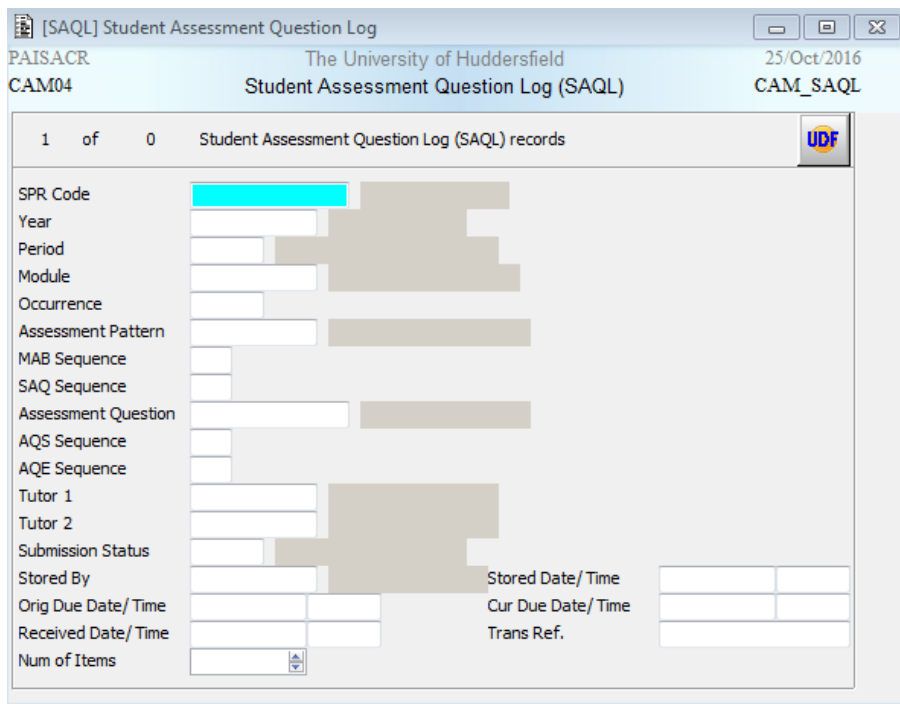 [SAQL] Student Assessment Question Log
PAISACR The University of Huddersfield 25/Oct/2016
CAM04 Student Assessment Question Log (SAQL) CAM_SAQL
1 of 0 Student Assessment Question Log (SAQL) records UDF
SPR Code
Year
Period
Module
Occurrence
Assessment Pattern
MAB Sequence
SAQ Sequence
Assessment Question
AQS Sequence
AQE Sequence
Tutor 1
Tutor 2
Submission Status
Stored By Stored Date/Time
Orig Due Date/Time Cur Due Date/Time
Received Date/Time Trans Ref.
Num of Items